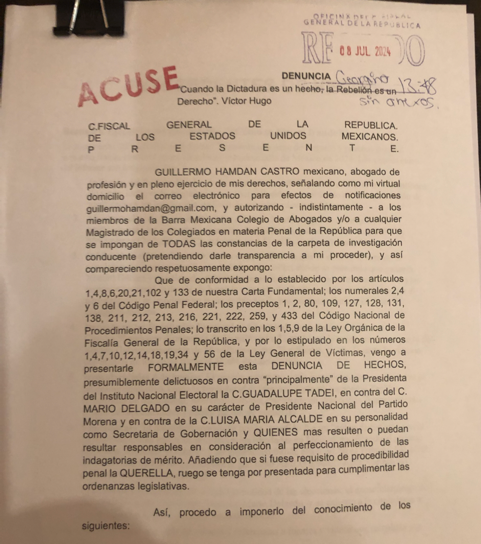 OFICINA DEL C. FISCAL
GENERAL DE LA REPUBLICA
RE 08 JUL 2024 DO
ACUSE
DENUNCIA
Georgina 13:48
sin anexos.
"Cuando la Dictadura es un hecho, la Rebelión es un
Derecho". Víctor Hugo
C.FISCAL GENERAL DE LA REPUBLICA.
DE LOS ESTADOS UNIDOS MEXICANOS.
P R E S E N T E.
GUILLERMO HAMDAN CASTRO mexicano, abogado de
profesión y en pleno ejercicio de mis derechos, señalando como mi virtual
domicilio el correo electrónico para efectos de notificaciones
guillermohamdan@gmail.com, y autorizando - indistintamente - a los
miembros de la Barra Mexicana Colegio de Abogados y/o a cualquier
Magistrado de los Colegiados en materia Penal de la República para que
se impongan de TODAS las constancias de la carpeta de investigación
conducente (pretendiendo darle transparencia a mi proceder), y así
compareciendo respetuosamente expongo:
Que de conformidad a lo establecido por los artículos
1,4,8,6,20,21,102 y 133 de nuestra Carta Fundamental; los numerales 2,4
y 6 del Código Penal Federal; los preceptos 1, 2, 80, 109, 127, 128, 131,
138, 211, 212, 213, 216, 221, 222, 259, y 433 del Código Nacional de
Procedimientos Penales; lo transcrito en los 1,5,9 de la Ley Orgánica de la
Fiscalía General de la República, y por lo estipulado en los números
1,4,7,10,12,14,18,19,34 y 56 de la Ley General de Víctimas, vengo a
presentarle FORMALMENTE esta DENUNCIA DE HECHOS,
presumiblemente delictuosos en contra "principalmente" de la Presidenta
del Instituto Nacional Electoral la C.GUADALUPE TADEI, en contra del C.
MARIO DELGADO en su carácter de Presidente Nacional del Partido
Morena y en contra de la C.LUISA MARIA ALCALDE en su personalidad
como Secretaria de Gobernación y QUIENES mas resulten o puedan
resultar responsables en consideración al perfeccionamiento de las
indagatorias de mérito. Añadiendo que si fuese requisito de procedibilidad
penal la QUERELLA, ruego se tenga por presentada para cumplimentar las
ordenanzas legislativas.
Así, procedo a imponerlo del conocimiento de los
siguientes: